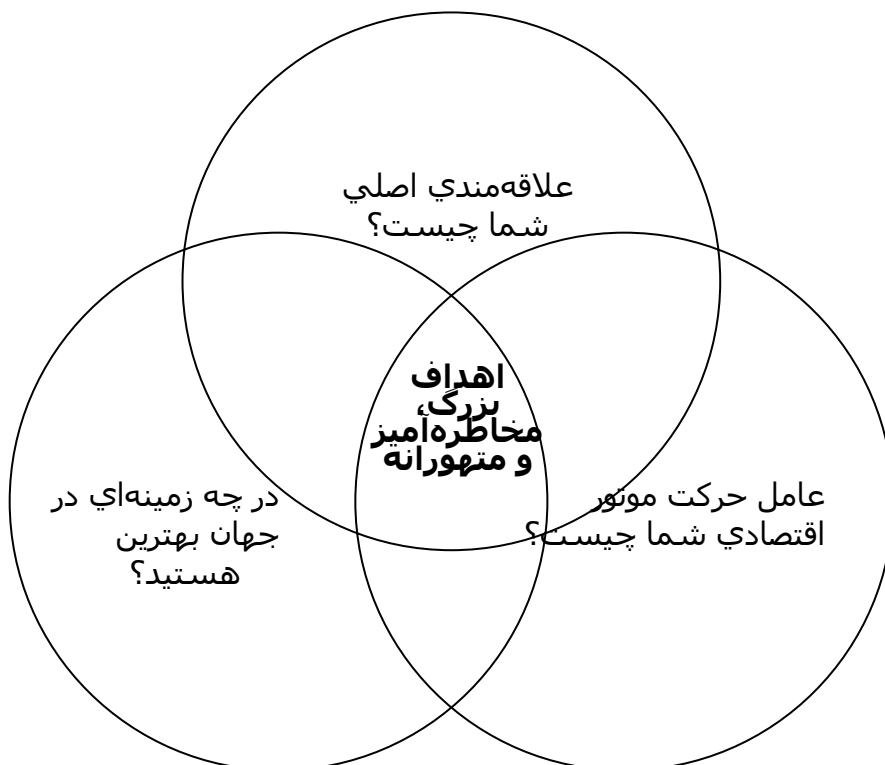 علاقه‌مندي اصلي
شما چيست؟
اهداف
بزرگ،
مخاطره‌آميز
و متهورانه
در چه زمينه‌اي در
جهان بهترين
هستيد؟
عامل حركت موتور
اقتصادي شما چيست؟